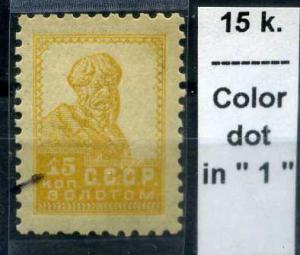 15
КОП
С.С.С.Р.
ЗОЛОТОМ
15 k.
--------
Color
dot
in " 1 "